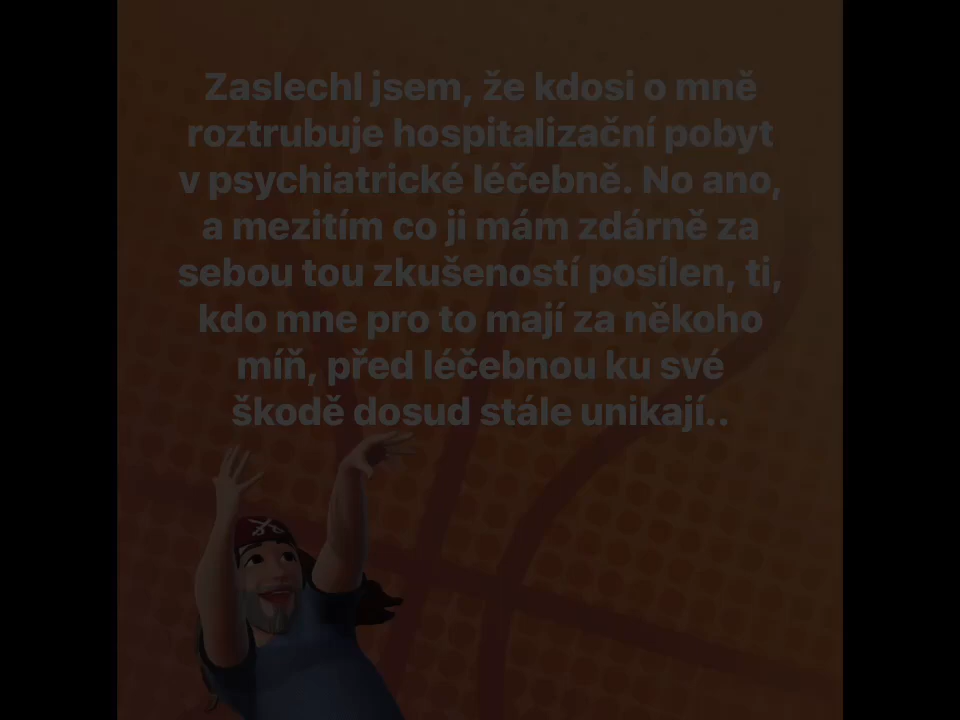 Zaslechl jsem, že kdosi o mně
roztrubuje hospitalizační pobyt
v psychiatrické léčebně. No ano,
a mezitím co ji mám zdárně za
sebou tou zkušeností posílen, ti,
kdo mne pro to mají za někoho
míň, před léčebnou ku své
škodě dosud stále unikají..